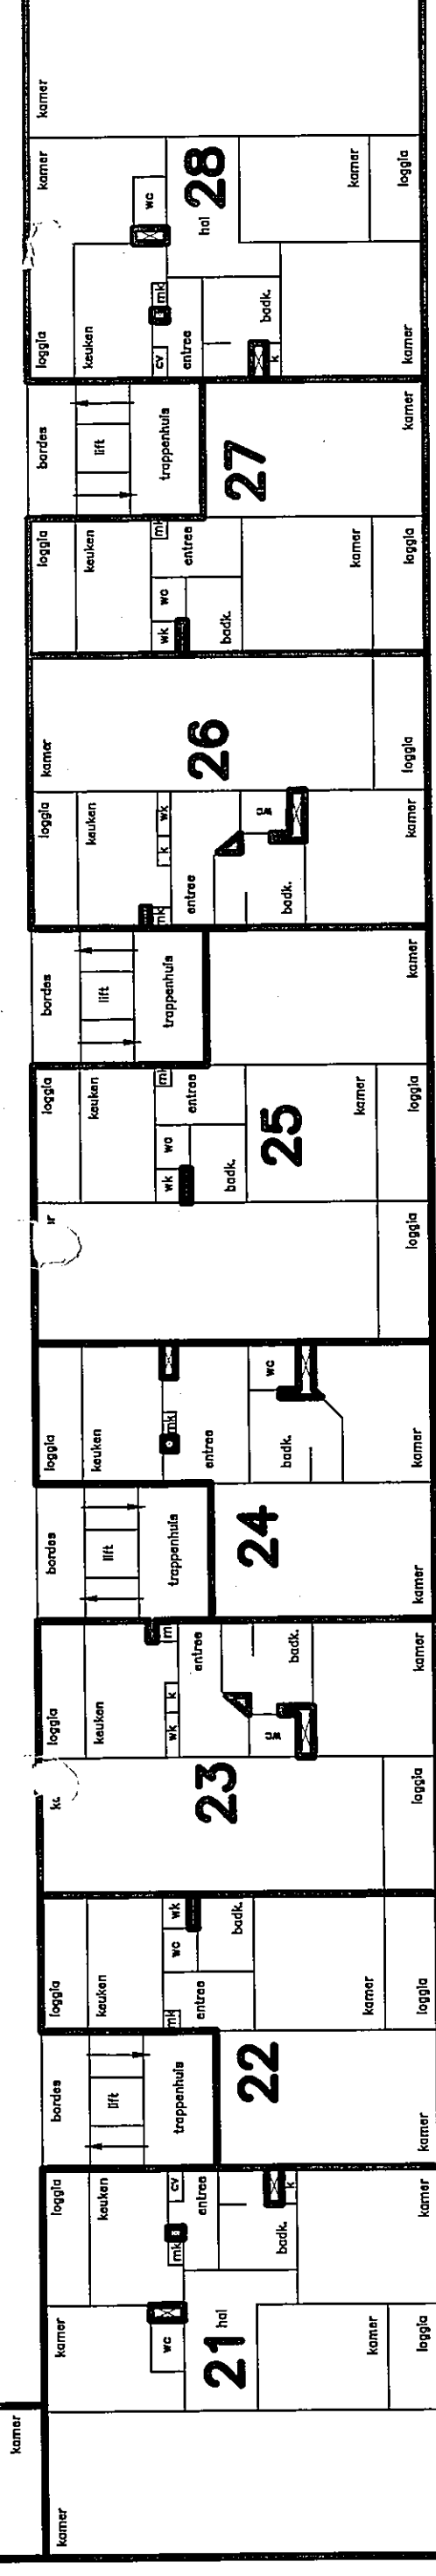 kamer
kamer
wc
28
hal
kamer
loggia
loggia
keuken
mk
cv
entree
badk.
k
kamer
bordes
lift
trappenhuis
27
kamer
loggia
keuken
mk
entree
wc
wk
badk.
kamer
loggia
kamer
26
loggia
loggia
keuken
wk
k
mk
entree
badk.
kamer
bordes
lift
trappenhuis
kamer
loggia
keuken
mk
entree
wc
wk
badk.
25
kamer
loggia
loggia
loggia
keuken
mk
entree
wc
badk.
kamer
bordes
lift
trappenhuis
24
kamer
loggia
keuken
m
entree
k
wk
badk.
kamer
23
loggia
loggia
keuken
wk
wc
mk
entree
badk.
kamer
loggia
bordes
lift
trappenhuis
22
kamer
loggia
keuken
cv
mk
entree
badk.
k
kamer
kamer
wc
hal
21
kamer
loggia
kamer
kamer